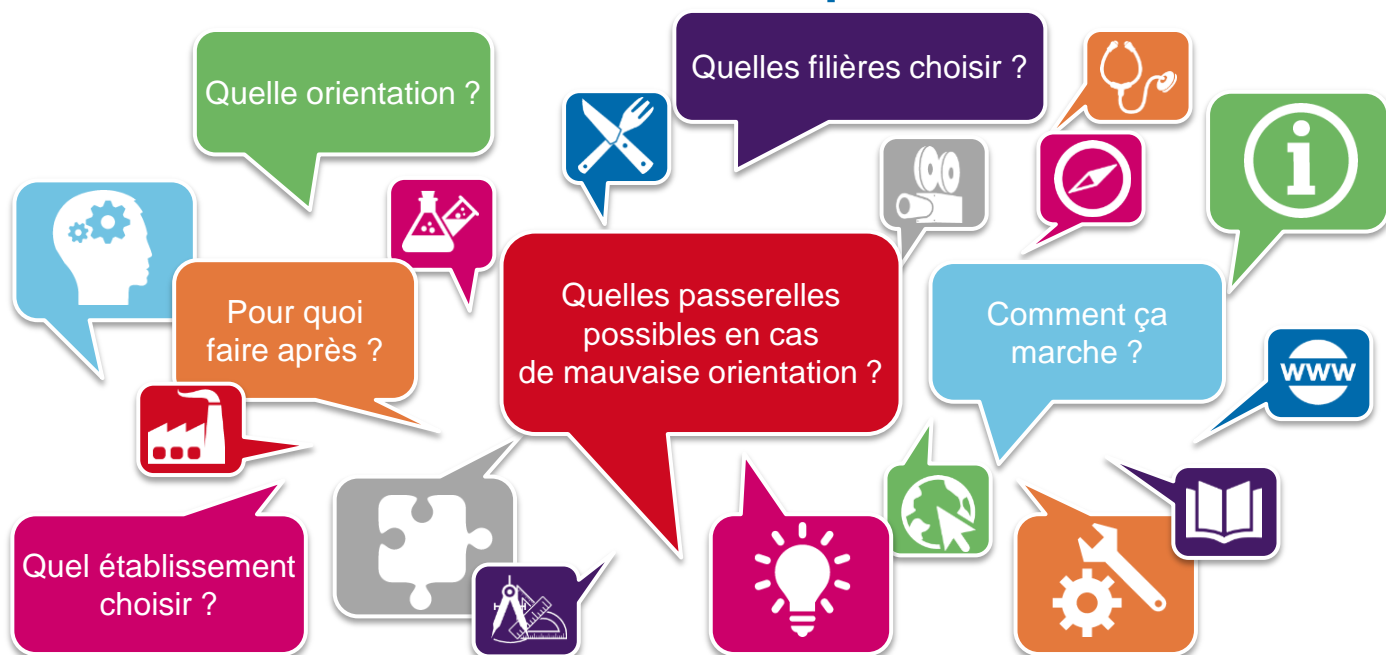 Quelle orientation ?
Quelles filières choisir ?
Pour quoi
faire après ?
Quelles passerelles
possibles en cas
de mauvaise orientation ?
Comment ça
marche ?
www
Quel établissement
choisir ?